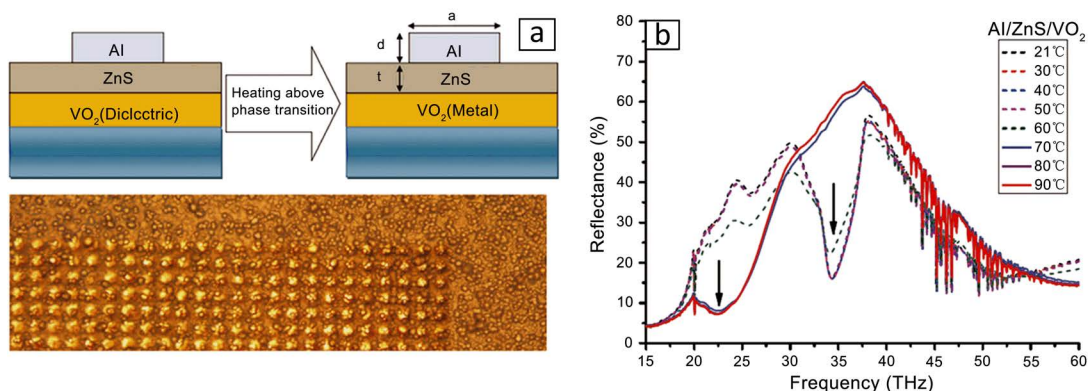 a
a
d
Al
Al
ZnS
t
ZnS
VO2(Diclcctric)
Heating above
phase transition
VO2(Metal)
b
Al/ZnS/VO2
21℃
30℃
40℃
50℃
60℃
70℃
80℃
90℃
Reflectance (%)
80
70
60
50
40
30
20
10
0
15 20 25 30 35 40 45 50 55 60
Frequency (THz)